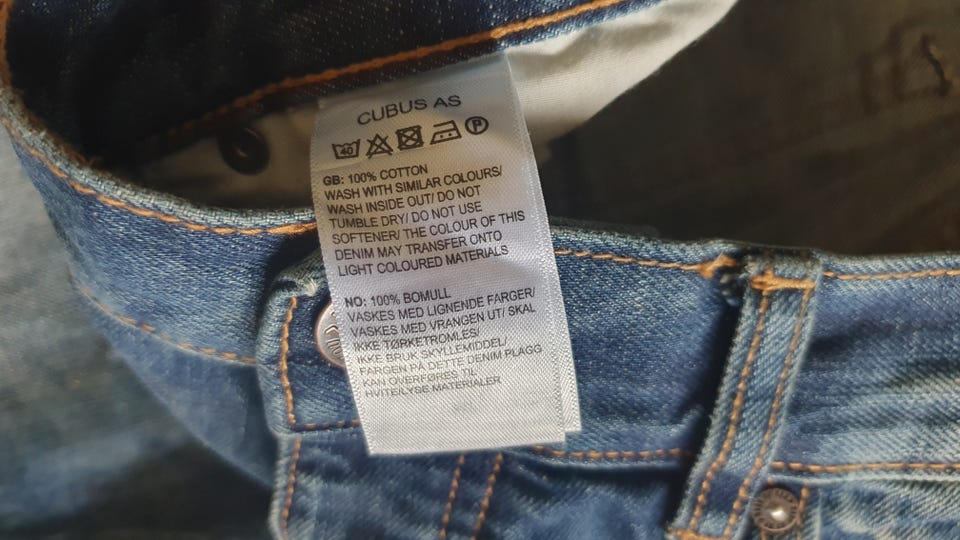 CUBUS AS
40 P
GB: 100% COTTON
WASH WITH SIMILAR COLOURS/
WASH INSIDE OUT/ DO NOT
TUMBLE DRY/ DO NOT USE
SOFTENER/ THE COLOUR OF THIS
DENIM MAY TRANSFER ONTO
LIGHT COLOURED MATERIALS
NO: 100% BOMULL
VASKES MED LIGNENDE FARGER/
VASKES MED VRANGEN UT/ SKAL
IKKE TØRKETROMLES/
IKKE BRUK SKYLLEMIDDEL/
FARGEN PÅ DETTE DENIM PLAGG
KAN OVERFØRES TIL
HVITE/LYSE MATERIALER